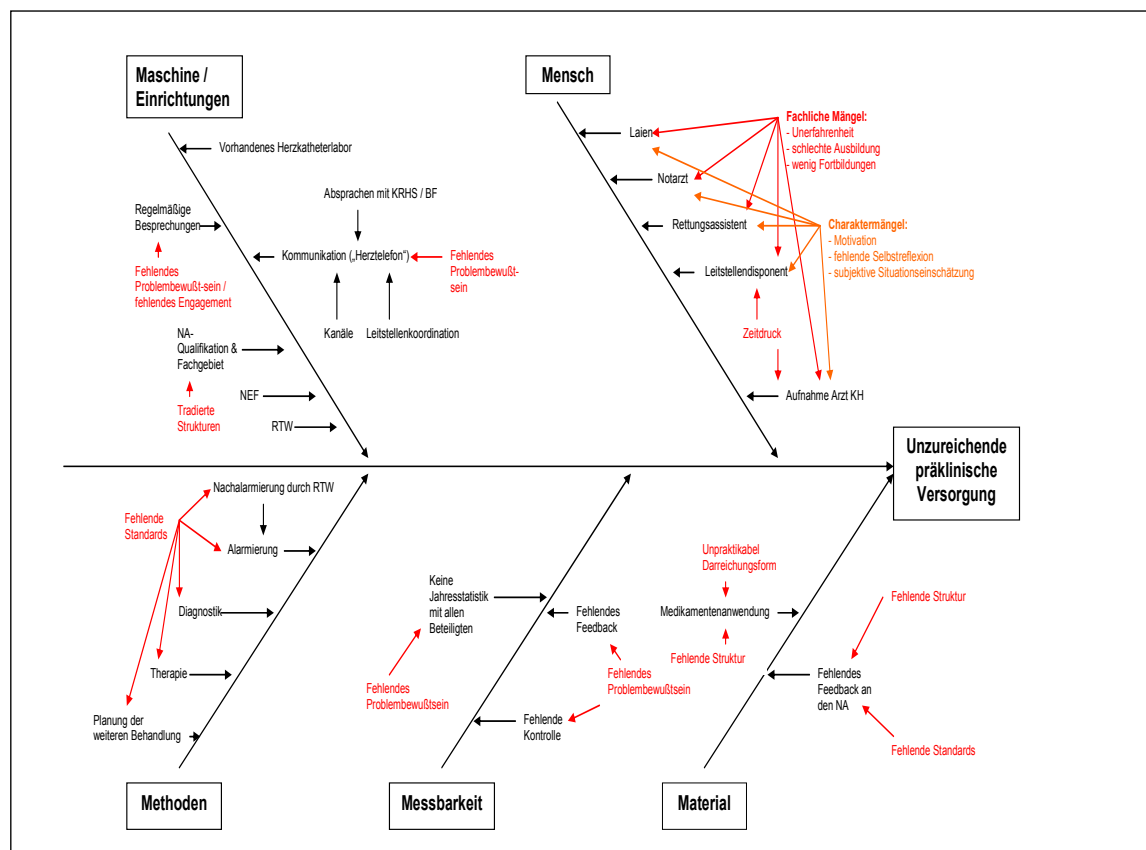 Maschine /
Einrichtungen
Vorhandenes Herzkatheterlabor
Absprachen mit KRHS / BF
Regelmäßige
Besprechungen
Kommunikation („Herztelefon“)
Fehlendes
Problembewußt-
sein
Fehlendes
Problembewußt-sein /
fehlendes Engagement
Kanäle
Leitstellenkoordination
NA-
Qualifikation &
Fachgebiet
Tradierte
Strukturen
NEF
RTW
Mensch
Laien
Notarzt
Rettungsassistent
Leitstellendisponent
Zeitdruck
Aufnahme Arzt KH
Fachliche Mängel:
- Unerfahrenheit
- schlechte Ausbildung
- wenig Fortbildungen
Charaktermängel:
- Motivation
- fehlende Selbstreflexion
- subjektive Situationseinschätzung
Unzureichende
präklinische
Versorgung
Nachalarmierung durch RTW
Fehlende
Standards
Alarmierung
Diagnostik
Therapie
Planung der
weiteren Behandlung
Methoden
Keine
Jahresstatistik
mit allen
Beteiligten
Fehlendes
Feedback
Fehlendes
Problembewußtsein
Fehlendes
Problembewußtsein
Fehlende
Kontrolle
Messbarkeit
Unpraktikabel
Darreichungsform
Medikamentenanwendung
Fehlende Struktur
Fehlende Struktur
Fehlendes
Feedback an
den NA
Fehlende Standards
Material